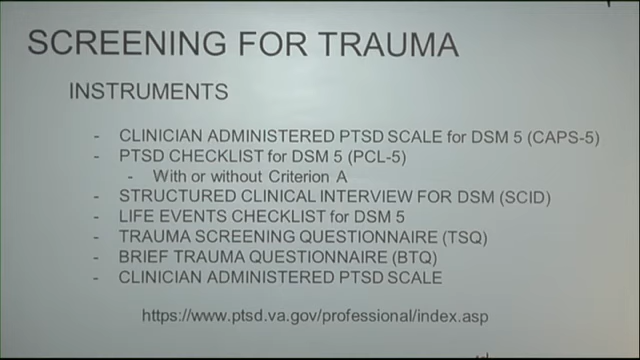 SCREENING FOR TRAUMA
INSTRUMENTS
- CLINICIAN ADMINISTERED PTSD SCALE for DSM 5 (CAPS-5)
- PTSD CHECKLIST for DSM 5 (PCL-5)
- With or without Criterion A
- STRUCTURED CLINICAL INTERVIEW FOR DSM (SCID)
- LIFE EVENTS CHECKLIST for DSM 5
- TRAUMA SCREENING QUESTIONNAIRE (TSQ)
- BRIEF TRAUMA QUESTIONNAIRE (BTQ)
- CLINICIAN ADMINISTERED PTSD SCALE
https://www.ptsd.va.gov/professional/index.asp